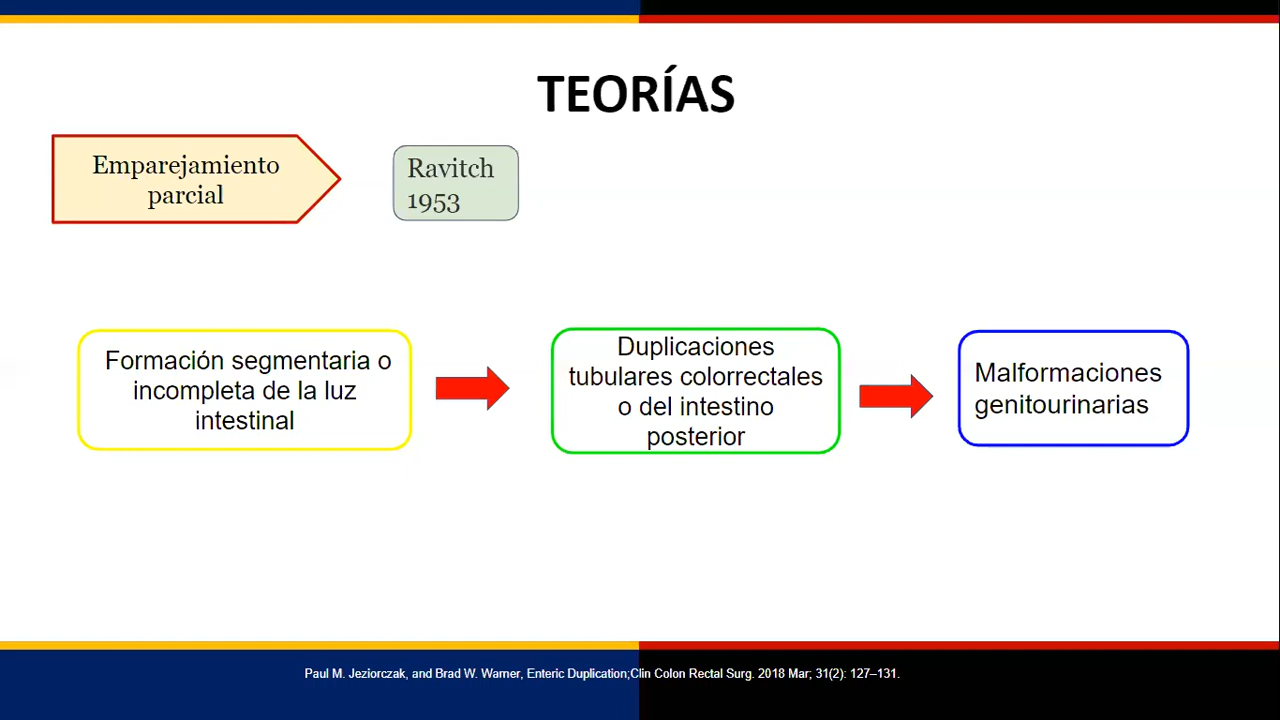 TEORÍAS
Emparejamiento
parcial
Ravitch
1953
Formación segmentaria o
incompleta de la luz
intestinal
Duplicaciones
tubulares colorrectales
o del intestino
posterior
Malformaciones
genitourinarias
Paul M. Jeziorczak, and Brad W. Warner, Enteric Duplication;Clin Colon Rectal Surg. 2018 Mar; 31(2): 127–131.